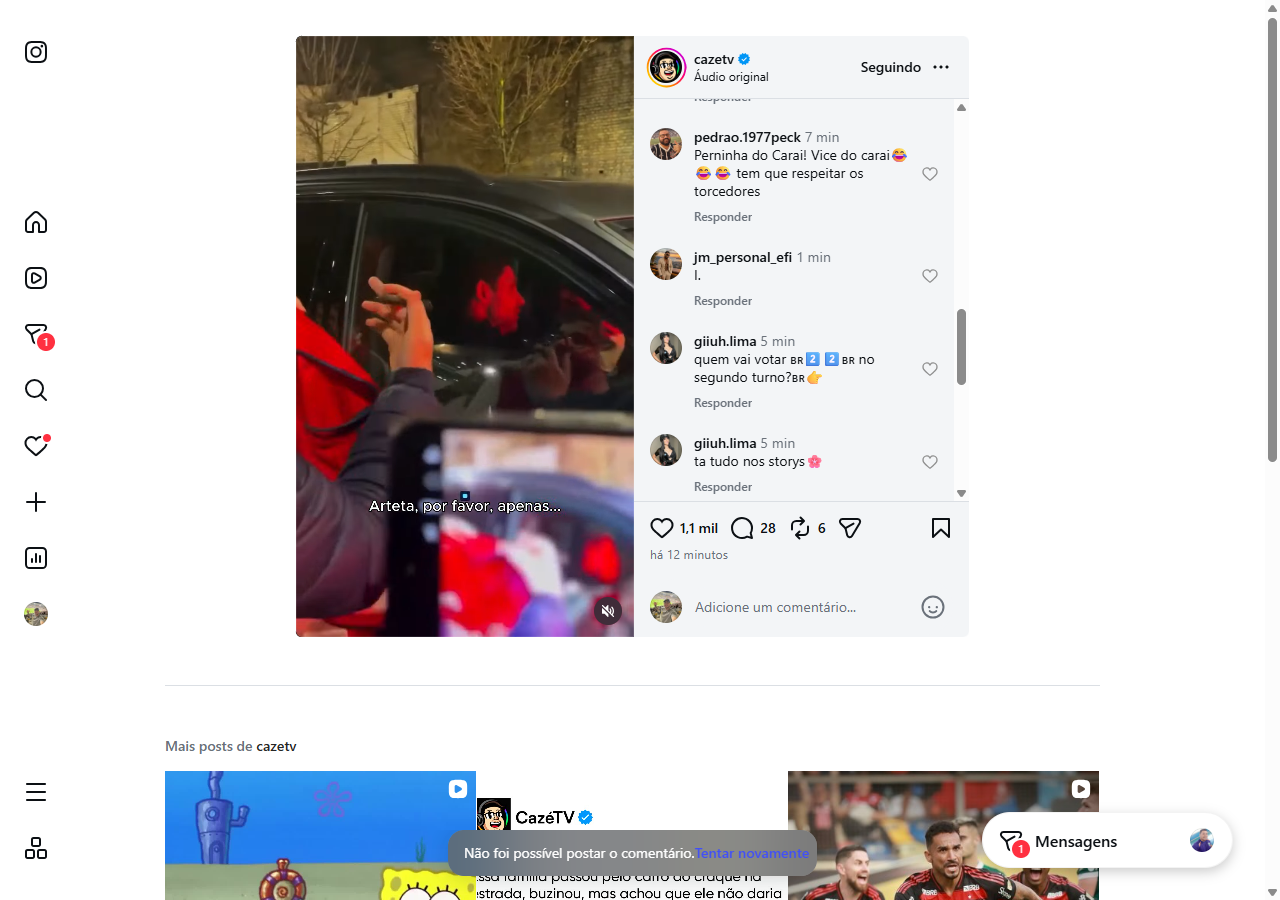 cazetv
Áudio original
Seguindo
Responder
pedrao.1977peck 7 min
Perninha do Carai! Vice do carai😂
😂😂 tem que respeitar os
torcedores
Responder
jm_personal_efi 1 min
I.
Responder
giiuh.lima 5 min
quem vai votar ʙʀ2️⃣2️⃣ʙʀ no
segundo turno?ʙʀ👉
Responder
giiuh.lima 5 min
ta tudo nos storys🌸
Responder
1
Arteta, por favor, apenas...
1,1 mil
28
6
há 12 minutos
Adicione um comentário...
Mais posts de cazetv
CazéTV
Não foi possível postar o comentário.Tentar novamente
essa família passou pelo carro do craque na
estrada, buzinou, mas achou que ele não daria
1
Mensagens